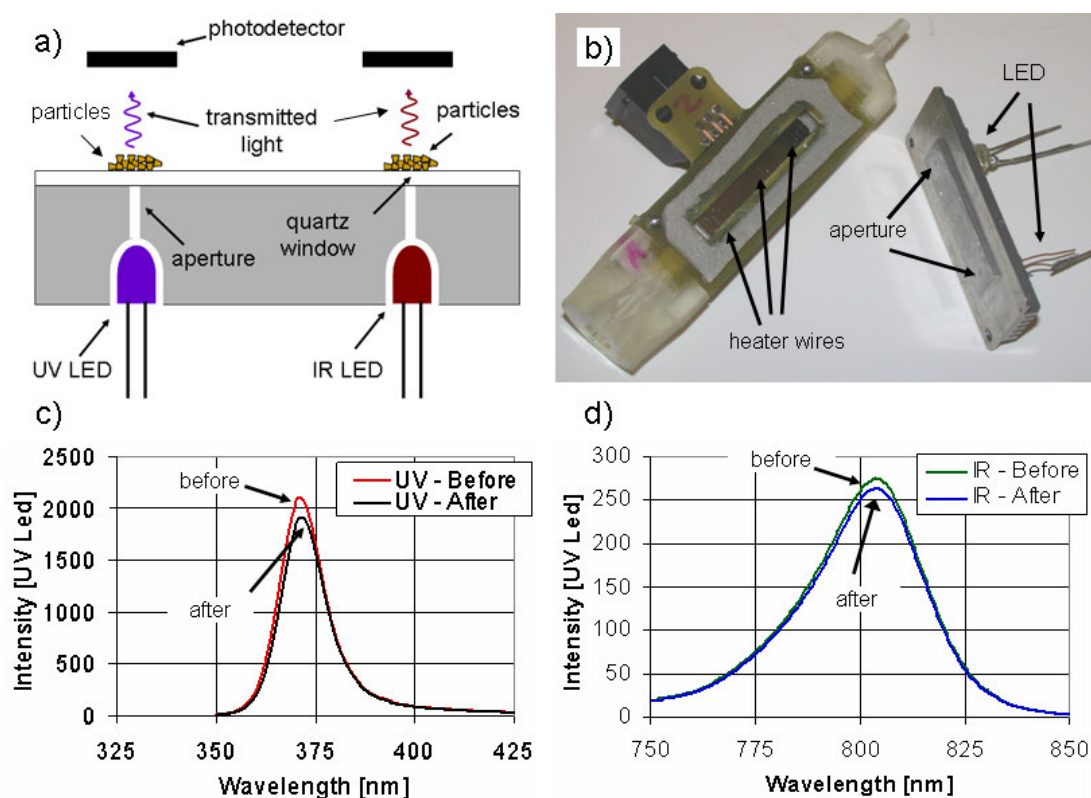 a)
photodetector
particles
transmitted
light
particles
quartz
window
aperture
UV LED
IR LED
b)
LED
2
aperture
heater wires
c)
2500
2000
1500
1000
500
0
325
350
375
400
425
Intensity [UV Led]
Wavelength [nm]
before
after
UV - Before
UV - After
d)
300
250
200
150
100
50
0
750
775
800
825
850
Intensity [UV Led]
Wavelength [nm]
before
after
IR - Before
IR - After